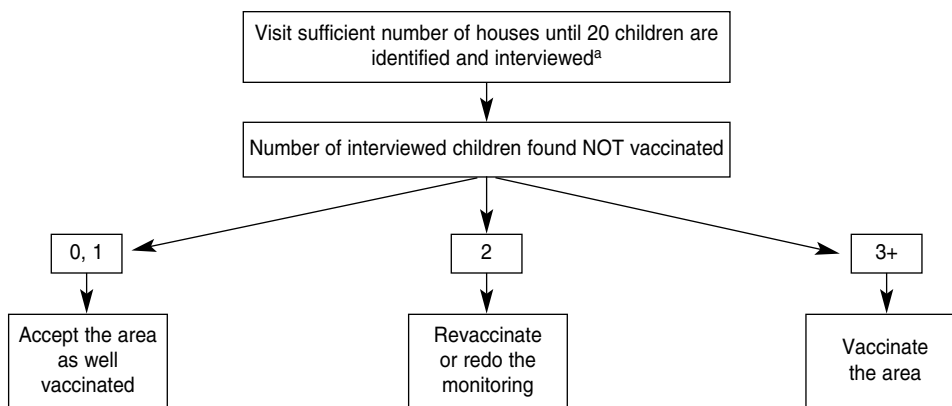 Visit sufficient number of houses until 20 children are
identified and interviewedᵃ
Number of interviewed children found NOT vaccinated
0, 1
2
3+
Accept the area
as well
vaccinated
Revaccinate
or redo the
monitoring
Vaccinate
the area